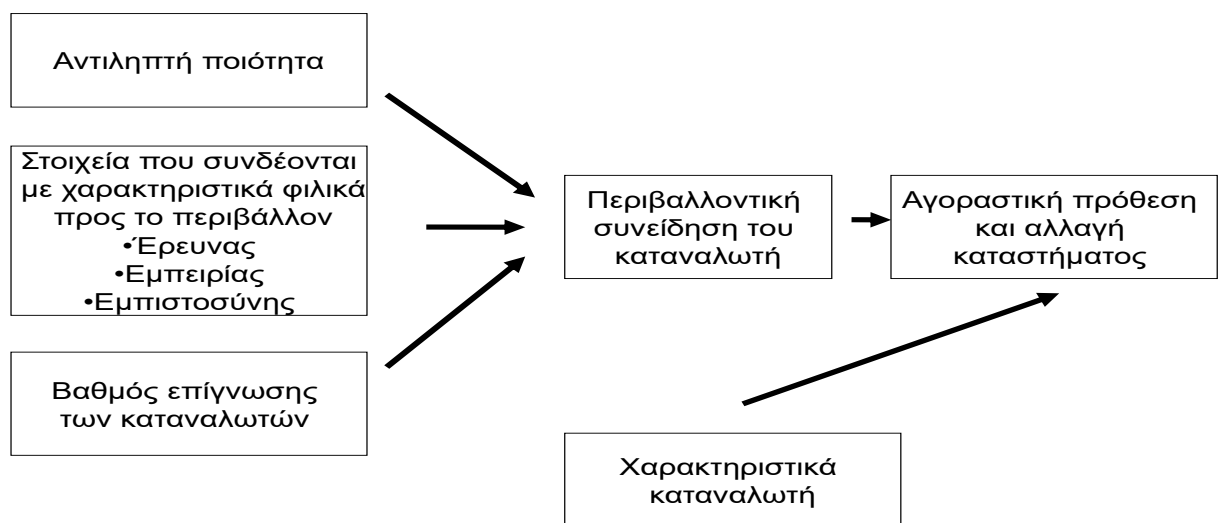 Αντιληπτή ποιότητα
Στοιχεία που συνδέονται
με χαρακτηριστικά φιλικά
προς το περιβάλλον
•Έρευνας
•Εμπειρίας
•Εμπιστοσύνης
Βαθμός επίγνωσης
των καταναλωτών
Περιβαλλοντική
συνείδηση του
καταναλωτή
Αγοραστική πρόθεση
και αλλαγή
καταστήματος
Χαρακτηριστικά
καταναλωτή